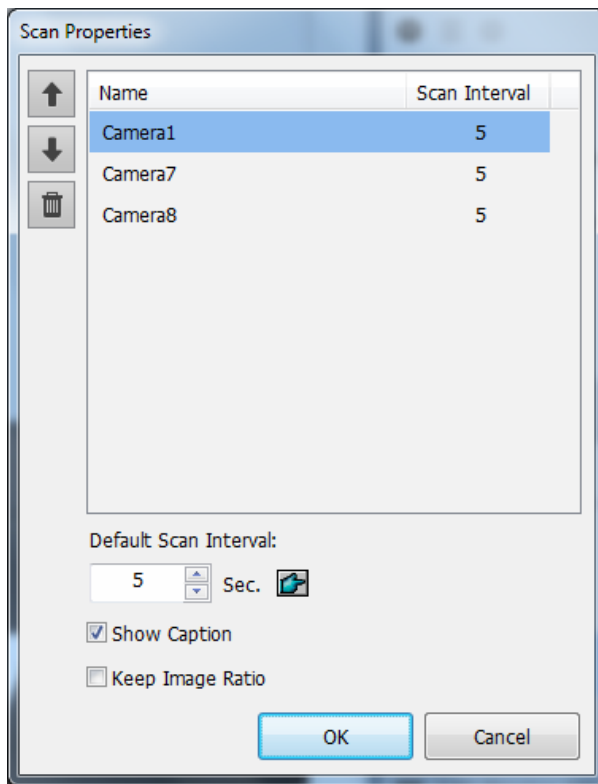 Scan Properties
Name Scan Interval
Camera1 5
Camera7 5
Camera8 5
Default Scan Interval:
5 Sec.
Show Caption
Keep Image Ratio
OK Cancel